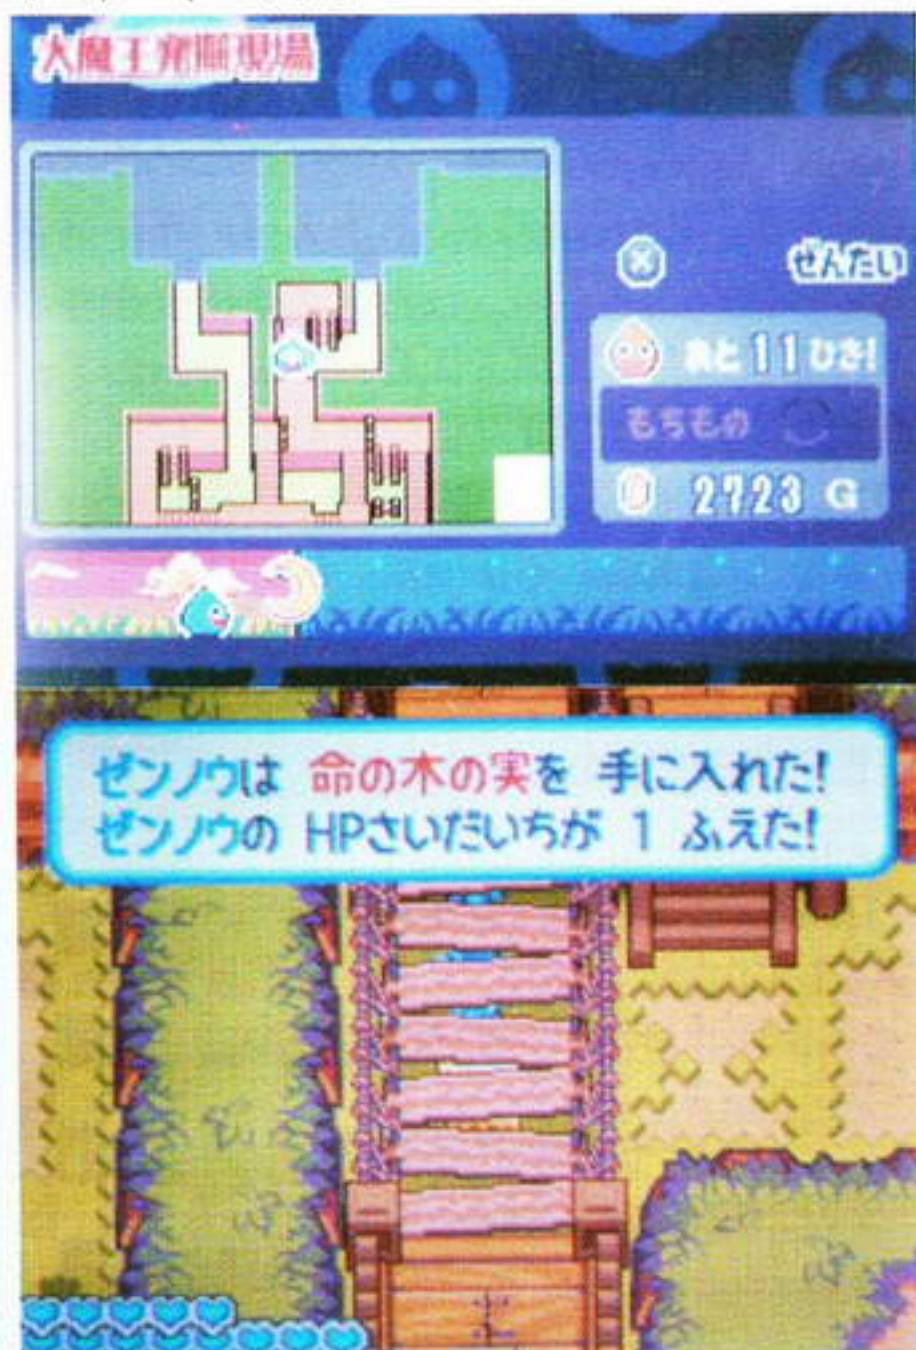 大魔王発掘現場
ぜんたい
あと11ひき!
もちもの
2723 G
ゼンノウは 命の木の実を 手に入れた!
ゼンノウの HPさいだいちが 1 ふえた!